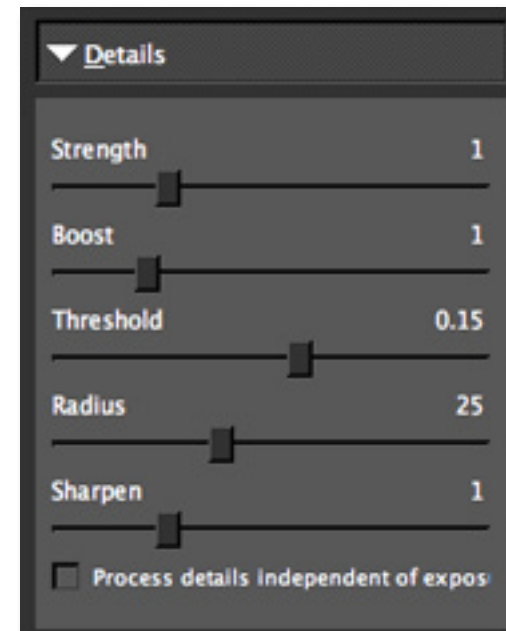 Details
Strength 1
Boost 1
Threshold 0.15
Radius 25
Sharpen 1
Process details independent of expos